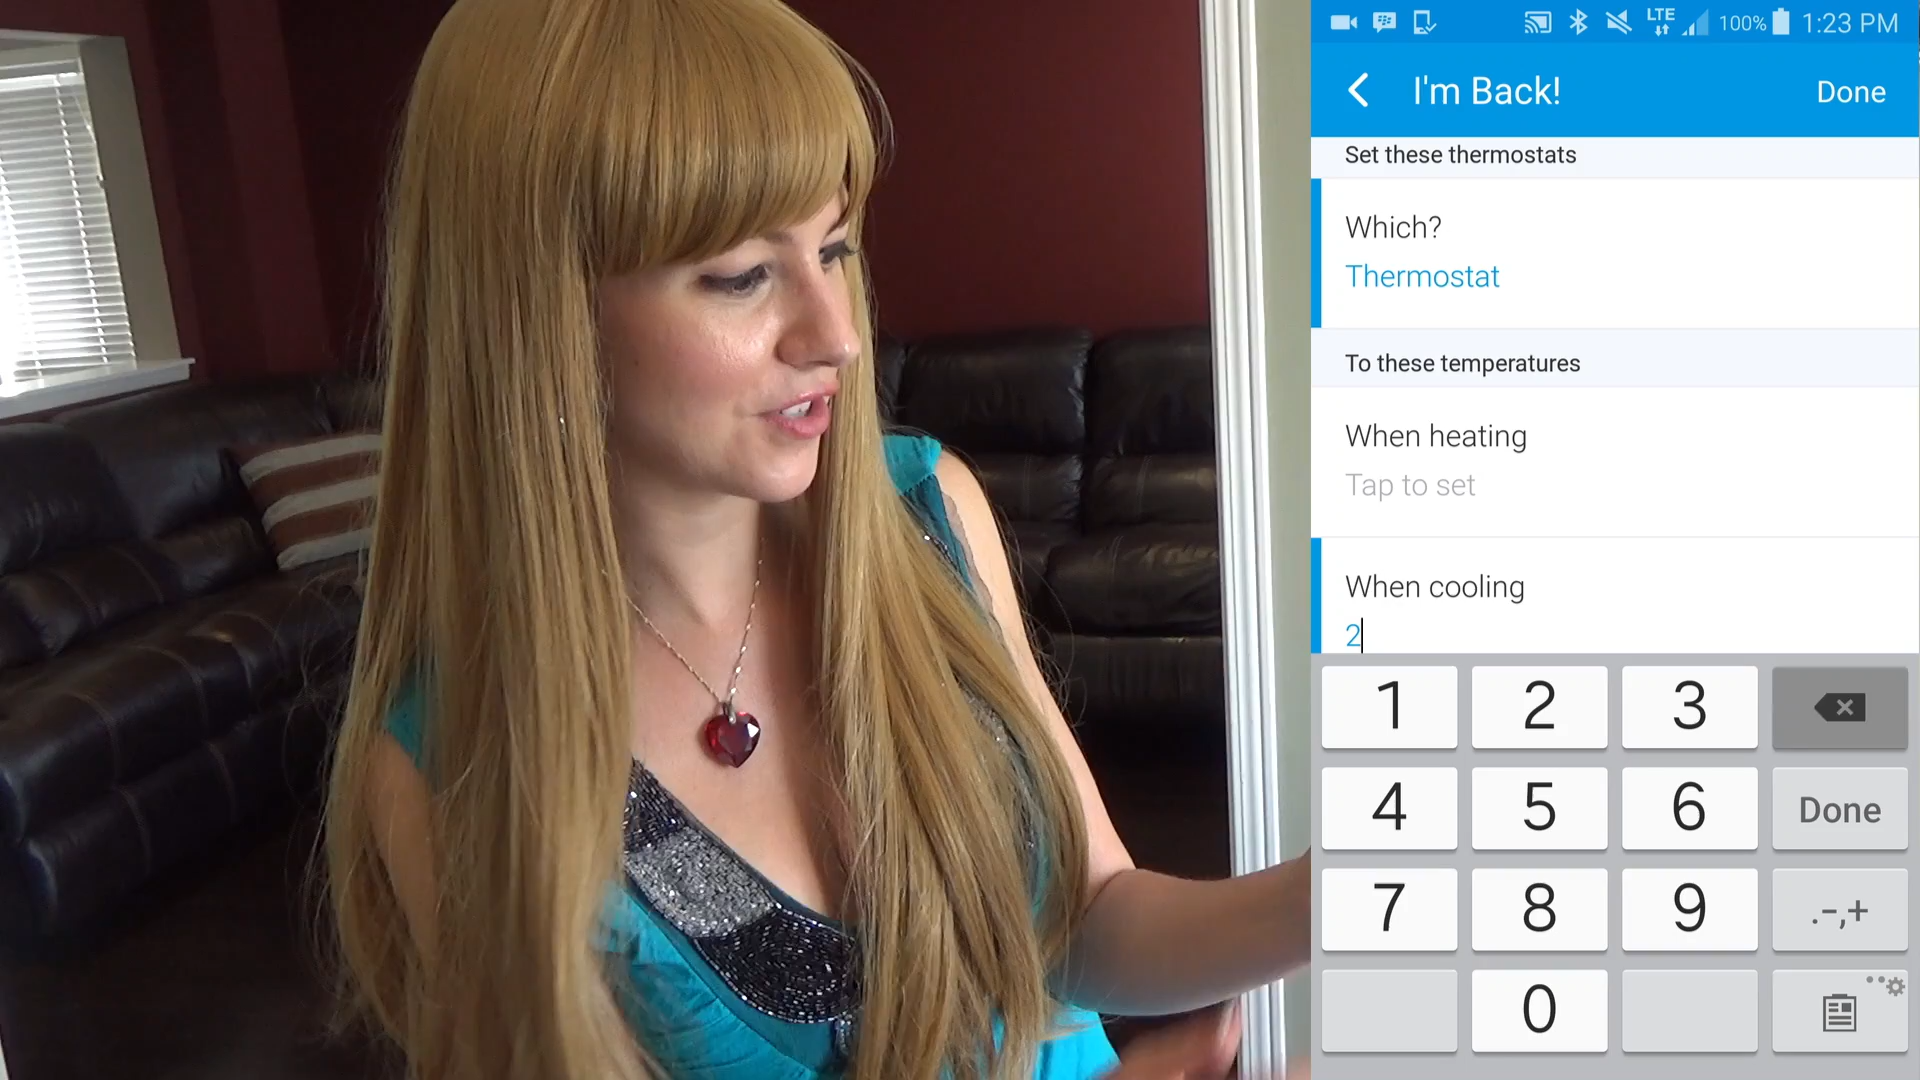 LTE 100% 1:23 PM
I'm Back! Done
Set these thermostats
Which?
Thermostat
To these temperatures
When heating
Tap to set
When cooling
2
1 2 3
4 5 6 Done
7 8 9 .-,+
0